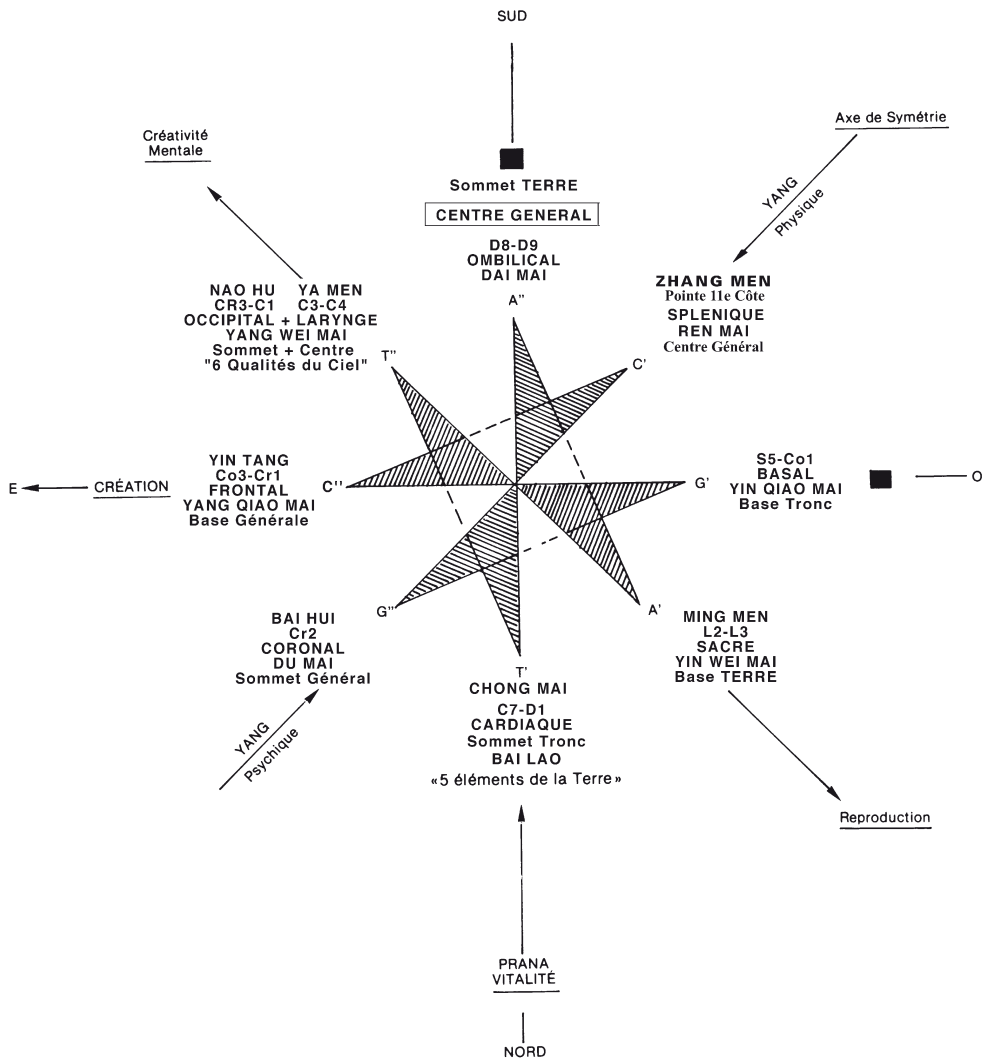 SUD
Créativité
Mentale
Axe de Symétrie
YANG
Physique
Sommet TERRE
CENTRE GENERAL
D8-D9
OMBILICAL
DAI MAI
A''
ZHANG MEN
Pointe 11e Côte
SPLENIQUE
REN MAI
Centre Général
C'
NAO HU YA MEN
CR3-C1 C3-C4
OCCIPITAL + LARYNGE
YANG WEI MAI
Sommet + Centre
"6 Qualités du Ciel"
T''
E
CRÉATION
YIN TANG
Co3-Cr1
FRONTAL
YANG QIAO MAI
Base Générale
C''
G'
S5-Co1
BASAL
YIN QIAO MAI
Base Tronc
O
G''
A'
BAI HUI
Cr2
CORONAL
DU MAI
Sommet Général
YANG
Psychique
MING MEN
L2-L3
SACRE
YIN WEI MAI
Base TERRE
T'
CHONG MAI
C7-D1
CARDIAQUE
Sommet Tronc
BAI LAO
«5 éléments de la Terre»
Reproduction
PRANA
VITALITÉ
NORD